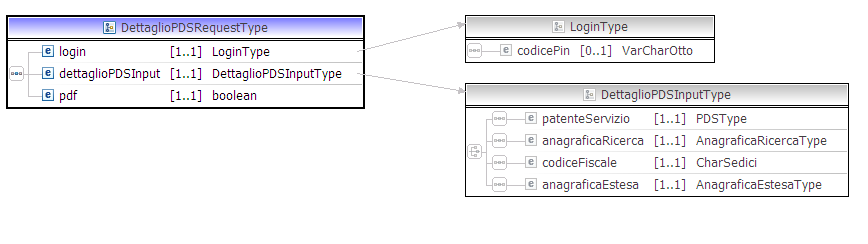 DettaglioPDSRequestType
login [1..1] LoginType
dettaglioPDSInput [1..1] DettaglioPDSInputType
pdf [1..1] boolean
LoginType
e codicePin [0..1] VarCharOtto
DettaglioPDSInputType
e patenteServizio [1..1] PDSType
e anagraficaRicerca [1..1] AnagraficaRicercaType
e codiceFiscale [1..1] CharSedici
e anagraficaEstesa [1..1] AnagraficaEstesaType